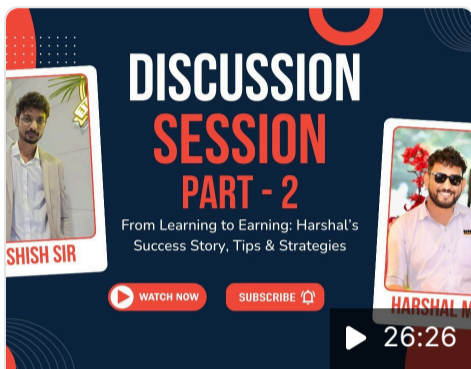 DISCUSSION
SESSION
PART - 2
From Learning to Earning: Harshal's
Success Story, Tips & Strategies
SHISH SIR
WATCH NOW
SUBSCRIBE
HARSHAL M
26:26